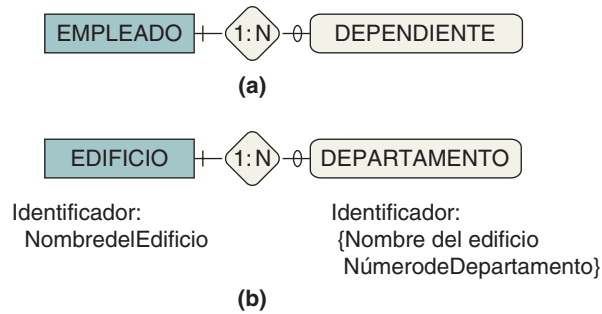 EMPLEADO 1:N DEPENDIENTE
(a)
EDIFICIO 1:N DEPARTAMENTO
Identificador:
NombredelEdificio
Identificador:
{Nombre del edificio
NúmerodeDepartamento}
(b)